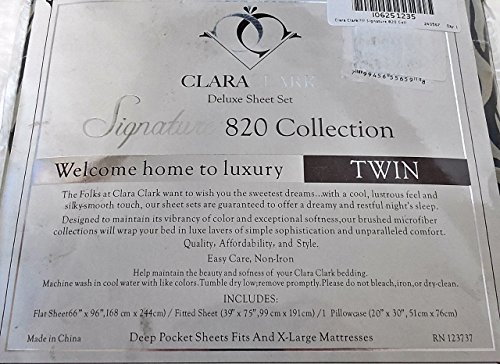 I06251235
Clara Clark
CLARA CLARK
Deluxe Sheet Set
Signature 820 Collection
Welcome home to luxury TWIN
The Folks at Clara Clark want to wish you the sweetest dreams...with a cool, lustrous feel and
silky-smooth touch, our sheet sets are guaranteed to offer a dreamy and restful night's sleep.
Designed to maintain its vibrancy of color and exceptional softness,our brushed microfiber
collections will wrap your bed in luxe lavers of simple sophistication and unparalleled comfort.
Quality, Affordability, and Style.
Easy Care, Non-Iron
Help maintain the beauty and sofness of your Clara Clark bedding.
Machine wash in cool water with like colors.Tumble dry low;remove promptly.Please do not bleach,iron,or dry-clean.
INCLUDES:
Flat Sheet(66" x 96",168 cm x 244cm) / Fitted Sheet (39" x 75",99 cm x 191cm)/1 Pillowcase (20" x 30", 51cm x 76cm)
Made in China Deep Pocket Sheets Fits And X-Large Mattresses RN 123737